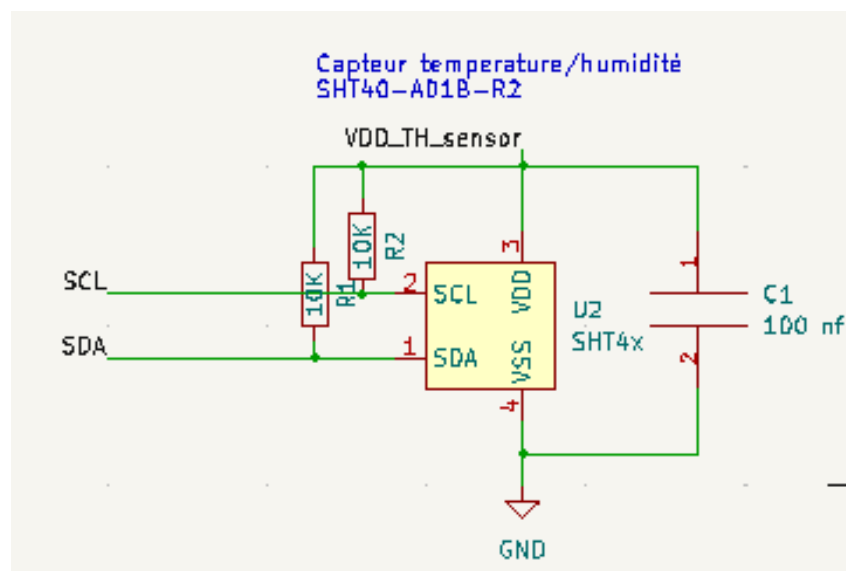 Capteur temperature/humidité
SHT40-AD1B-R2
VDD_TH_sensor
10K
R2
10K
R1
SCL
SDA
2
1
3
4
SCL
SDA
VDD
VSS
U2
SHT4x
1
2
C1
100 nf
GND